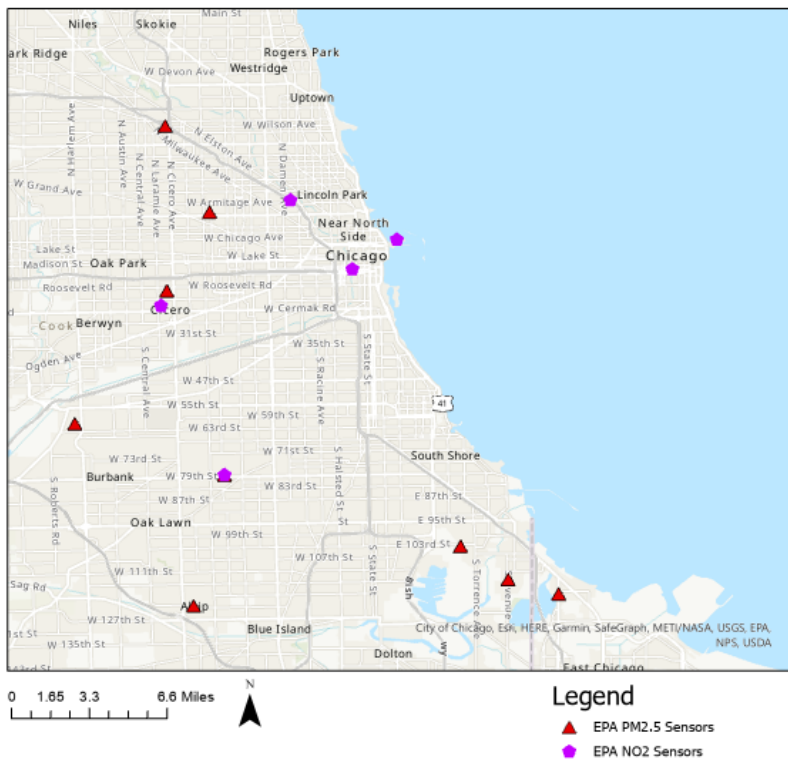 Main St
Niles
Skokie
ark Ridge
Rogers Park
Westridge
W Devon Ave
Uptown
N Harlem Ave
W Wilson Ave
N Elston Ave
Milwaukee Ave
N Austin Ave
N Central Ave
N Laramie Ave
N Cicero Ave
N Damen Ave
W Grand Ave
Lincoln Park
W Armitage Ave
Near North
Side
W Chicago Ave
Lake St
W Lake St
Chicago
Madison St
Oak Park
Roosevelt Rd
W Roosevelt Rd
Cicero
W Cermak Rd
d
Cook
Berwyn
W 31st St
W 35th St
S State St
Ogden Ave
S Central Ave
S Racine Ave
W 47th St
W 55th St
41
W 59th St
W 63rd St
W 71st St
South Shore
W 73rd St
Burbank
W 79th St
S Halsted St
W 83rd St
S Roberts Rd
W 87th St
E 87th St
Oak Lawn
St
E 95th St
W 99th St
E 103rd St
W 107th St
S State St
W 111th St
S Torrence Ave
Sag Rd
Alsip
W 127th St
Blue Island
City of Chicago, Esri, HERE, Garmin, SafeGraph, METI/NASA, USGS, EPA,
NPS, USDA
1st St
W 135th St
Dolton
wy
East Chicago
143rd St
0 1.65 3.3 6.6 Miles
N
Legend
EPA PM2.5 Sensors
EPA NO2 Sensors